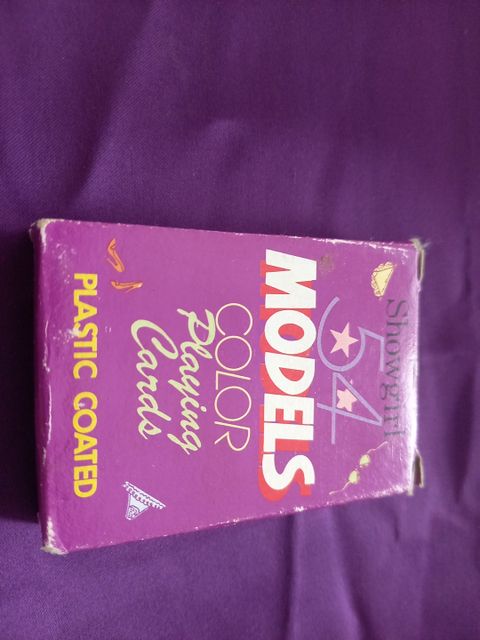 Showgirl
54
MODELS
COLOR
Playing
Cards
PLASTIC COATED